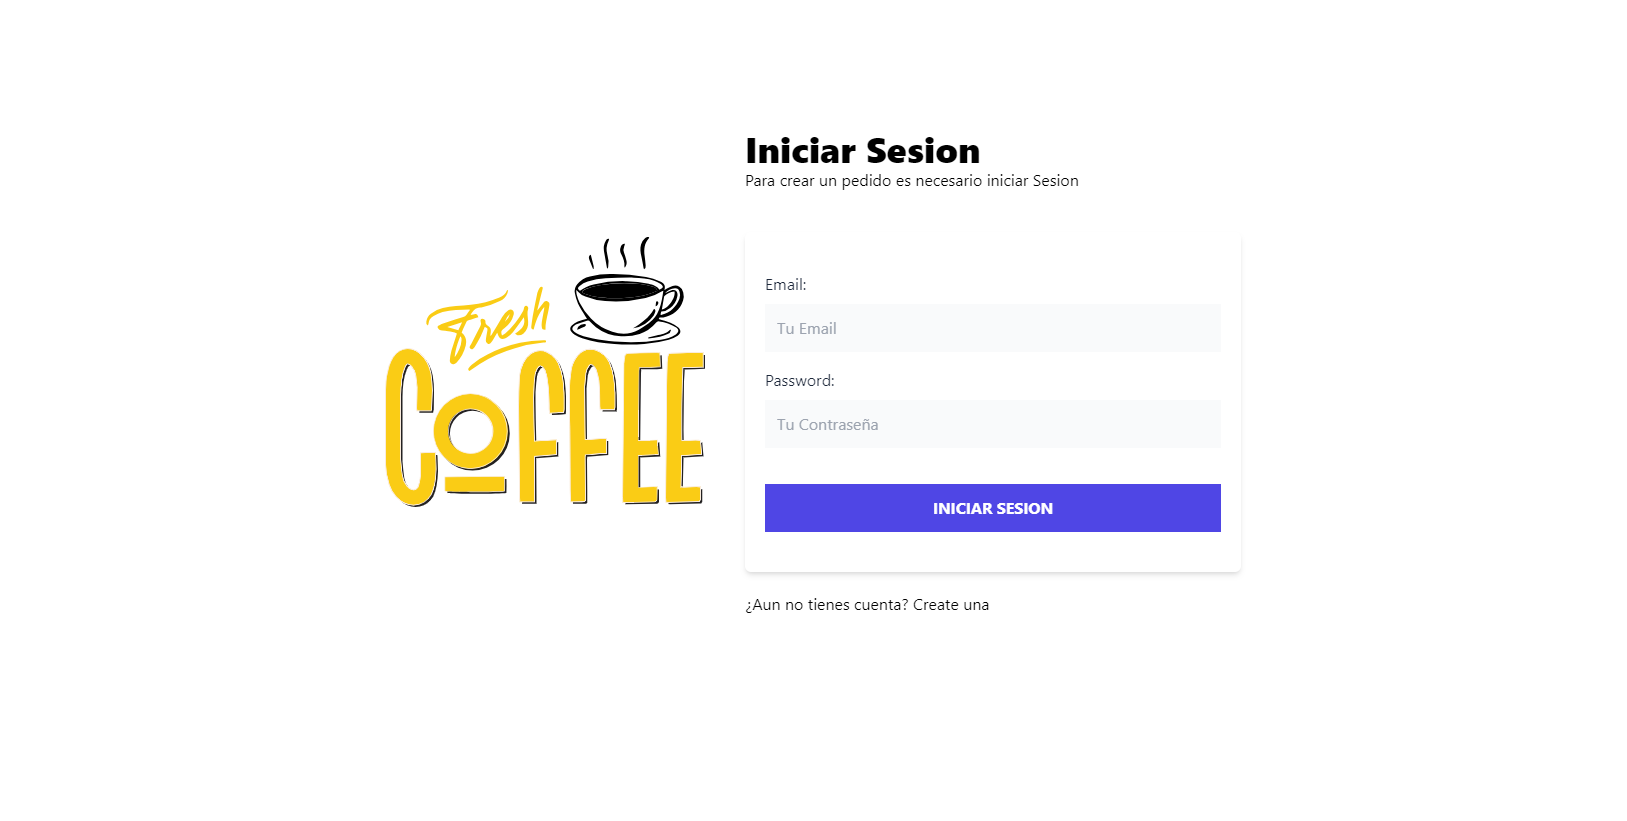 Iniciar Sesion
Para crear un pedido es necesario iniciar Sesion
Fresh
COFFEE
Email:
Tu Email
Password:
Tu Contraseña
INICIAR SESION
¿Aun no tienes cuenta? Create una